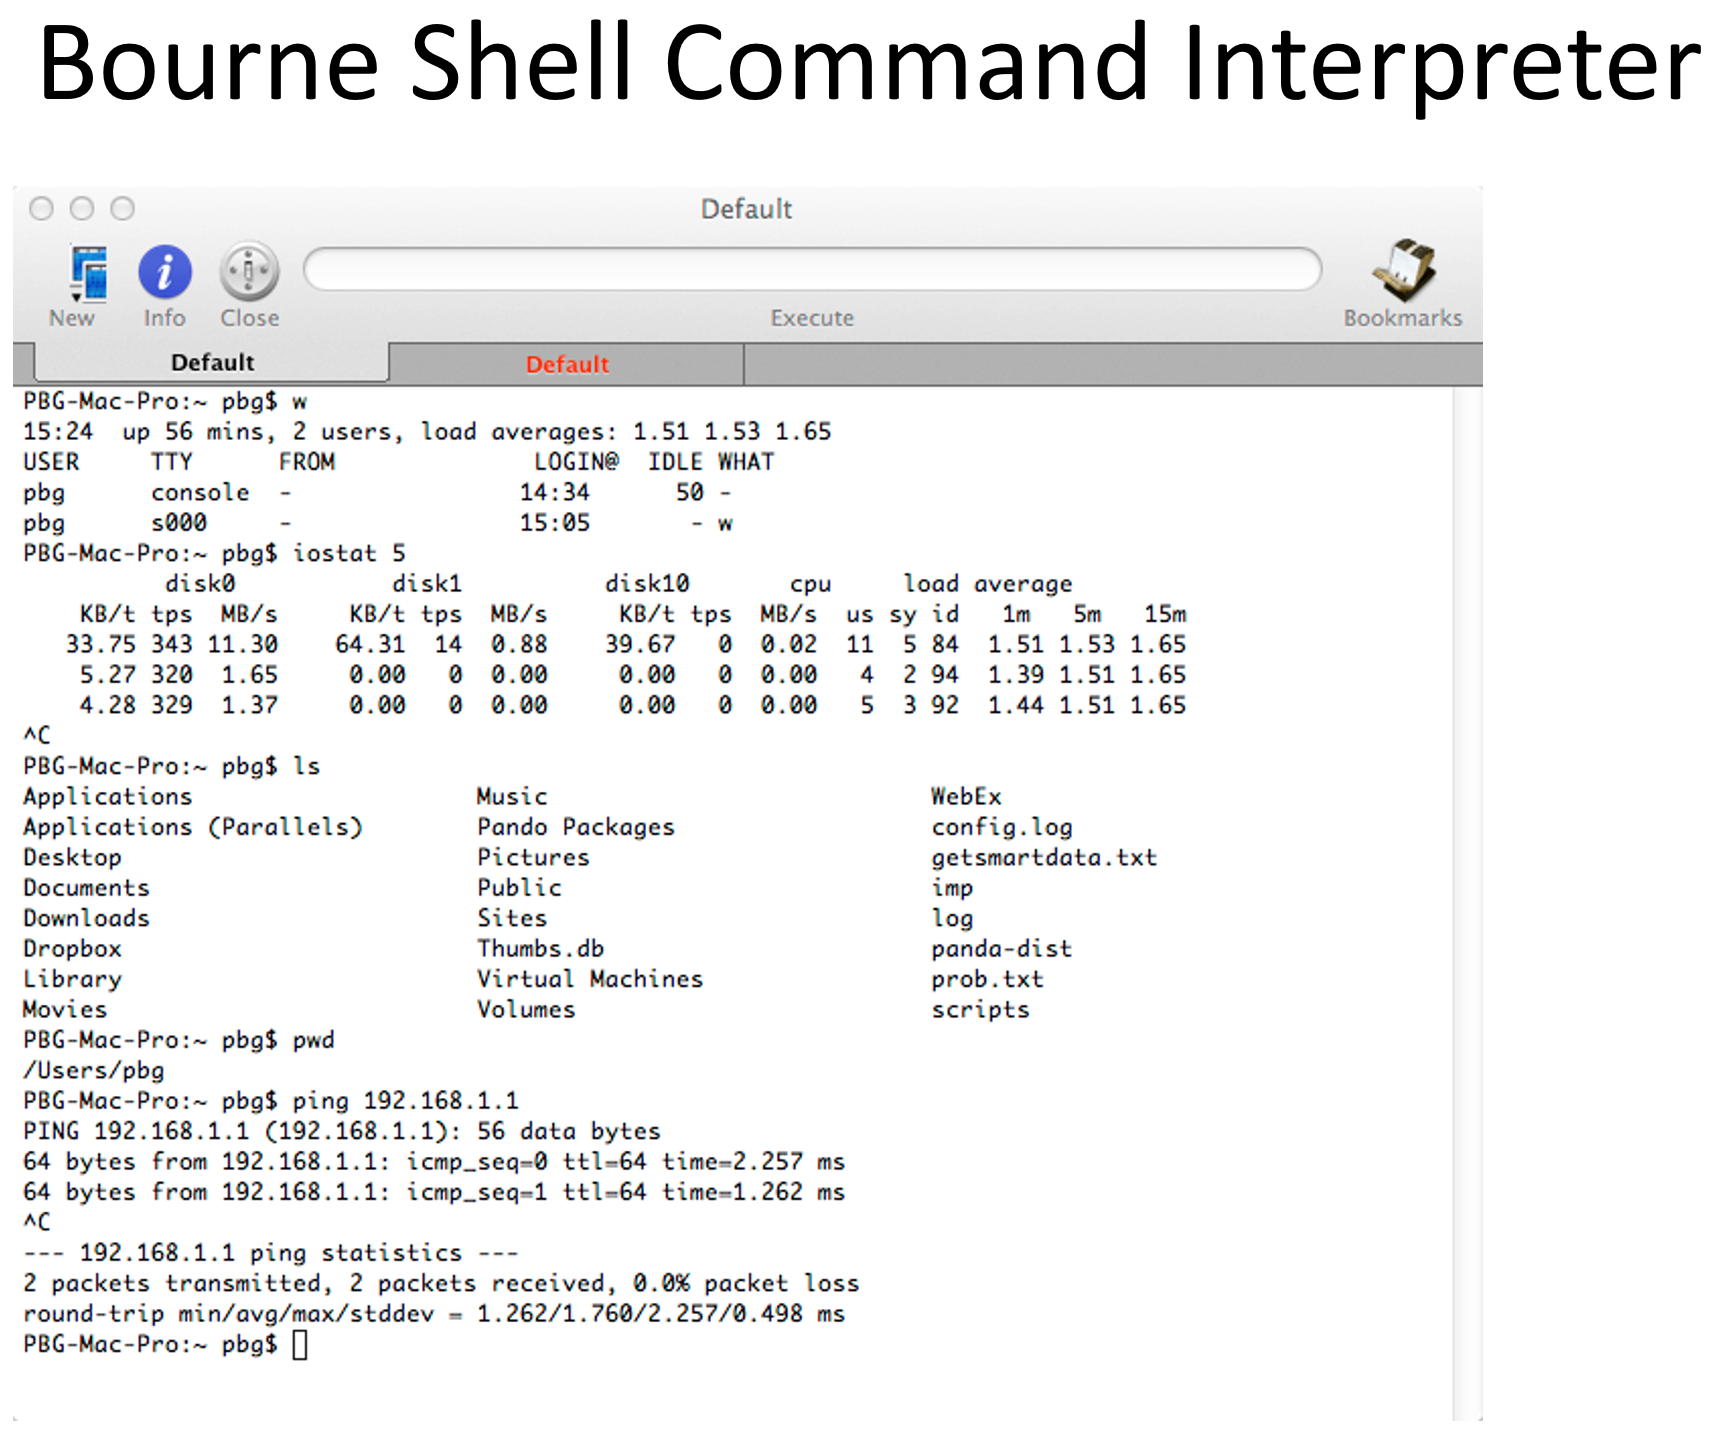 Bourne Shell Command Interpreter
Default
New Info Close Execute Bookmarks
Default Default
PBG-Mac-Pro:~ pbg$ w
15:24  up 56 mins, 2 users, load averages: 1.51 1.53 1.65
USER     TTY      FROM              LOGIN@  IDLE WHAT
pbg      console  -                14:34      50 -
pbg      s000     -                15:05       - w
PBG-Mac-Pro:~ pbg$ iostat 5
          disk0           disk1          disk10       cpu     load average
    KB/t tps  MB/s     KB/t tps  MB/s     KB/t tps  MB/s  us sy id   1m   5m   15m
   33.75 343 11.30    64.31  14  0.88    39.67   0  0.02  11  5 84  1.51 1.53 1.65
    5.27 320  1.65     0.00   0  0.00     0.00   0  0.00   4  2 94  1.39 1.51 1.65
    4.28 329  1.37     0.00   0  0.00     0.00   0  0.00   5  3 92  1.44 1.51 1.65
^C
PBG-Mac-Pro:~ pbg$ ls
Applications                    Music                           WebEx
Applications (Parallels)        Pando Packages                  config.log
Desktop                         Pictures                        getsmartdata.txt
Documents                       Public                          imp
Downloads                       Sites                           log
Dropbox                         Thumbs.db                       panda-dist
Library                         Virtual Machines                prob.txt
Movies                          Volumes                         scripts
PBG-Mac-Pro:~ pbg$ pwd
/Users/pbg
PBG-Mac-Pro:~ pbg$ ping 192.168.1.1
PING 192.168.1.1 (192.168.1.1): 56 data bytes
64 bytes from 192.168.1.1: icmp_seq=0 ttl=64 time=2.257 ms
64 bytes from 192.168.1.1: icmp_seq=1 ttl=64 time=1.262 ms
^C
--- 192.168.1.1 ping statistics ---
2 packets transmitted, 2 packets received, 0.0% packet loss
round-trip min/avg/max/stddev = 1.262/1.760/2.257/0.498 ms
PBG-Mac-Pro:~ pbg$